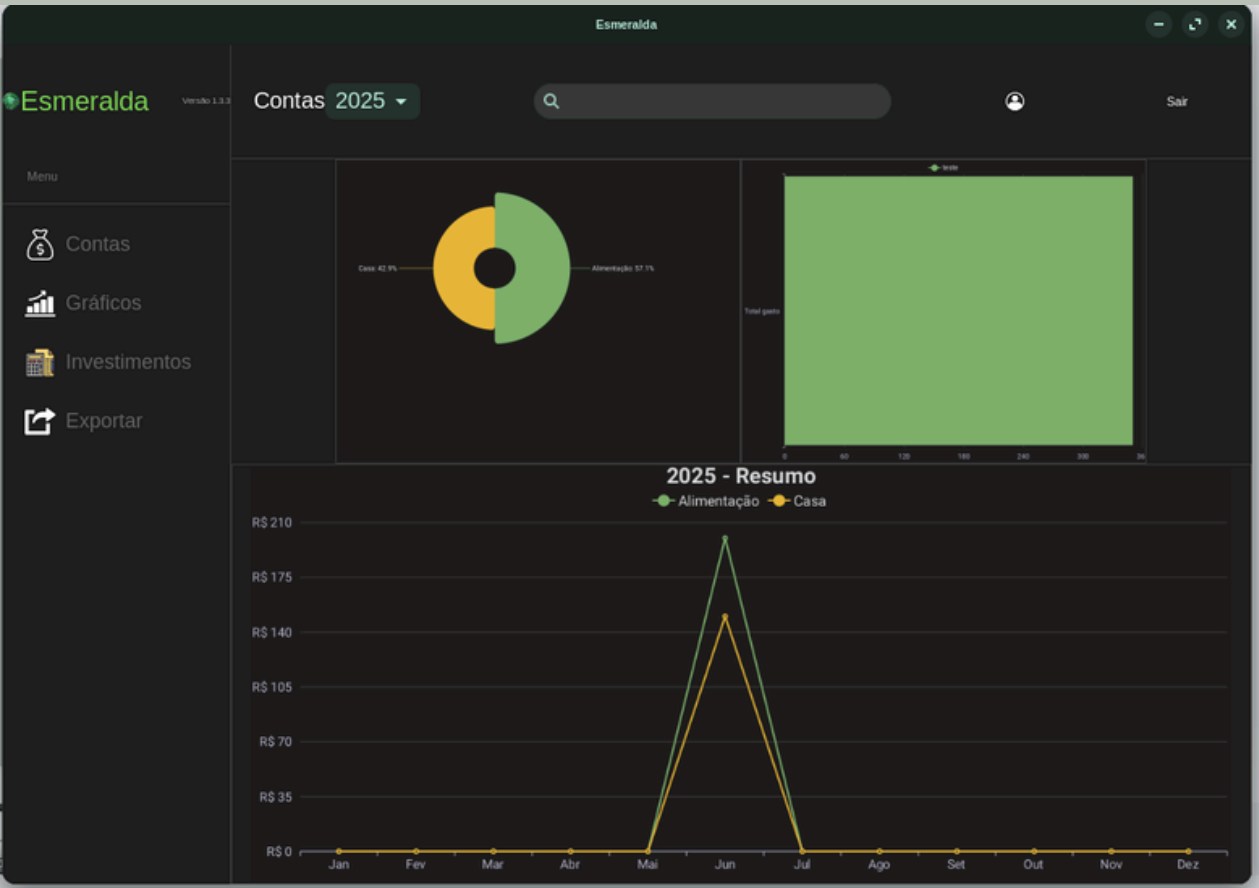 Esmeralda
Esmeralda
Versão 1.3.3
Contas 2025
Sair
Menu
Contas
Gráficos
Investimentos
Exportar
Casa: 42.9%
Alimentação: 57.1%
teste
Total gasto
0 60 120 180 240 300 36
2025 - Resumo
Alimentação Casa
R$ 210
R$ 175
R$ 140
R$ 105
R$ 70
R$ 35
R$ 0
Jan Fev Mar Abr Mai Jun Jul Ago Set Out Nov Dez